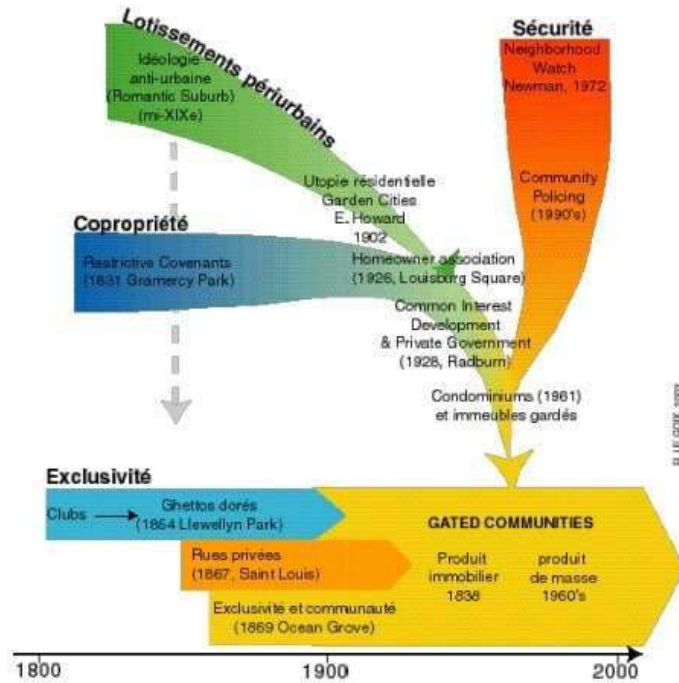 Lotissements périurbains
Idéologie
anti-urbaine
(Romantic Suburb)
(mi-XIXe)
Sécurité
Neighborhood
Watch
Newman, 1972
Community
Policing
(1990's)
Utopie résidentielle
Garden Cities
E. Howard
1902
Copropriété
Restrictive Covenants
(1831 Gramercy Park)
Homeowner association
(1926, Louisburg Square)
Common Interest
Development
& Private Government
(1928, Radburn)
Condominiums (1961)
et immeubles gardés
Exclusivité
Clubs
Ghettos dorés
(1854 Llewellyn Park)
Rues privées
(1867, Saint Louis)
Exclusivité et communauté
(1869 Ocean Grove)
GATED COMMUNITIES
Produit
immobilier
1838
produit
de masse
1960's
1800
1900
2000
LE GOIX